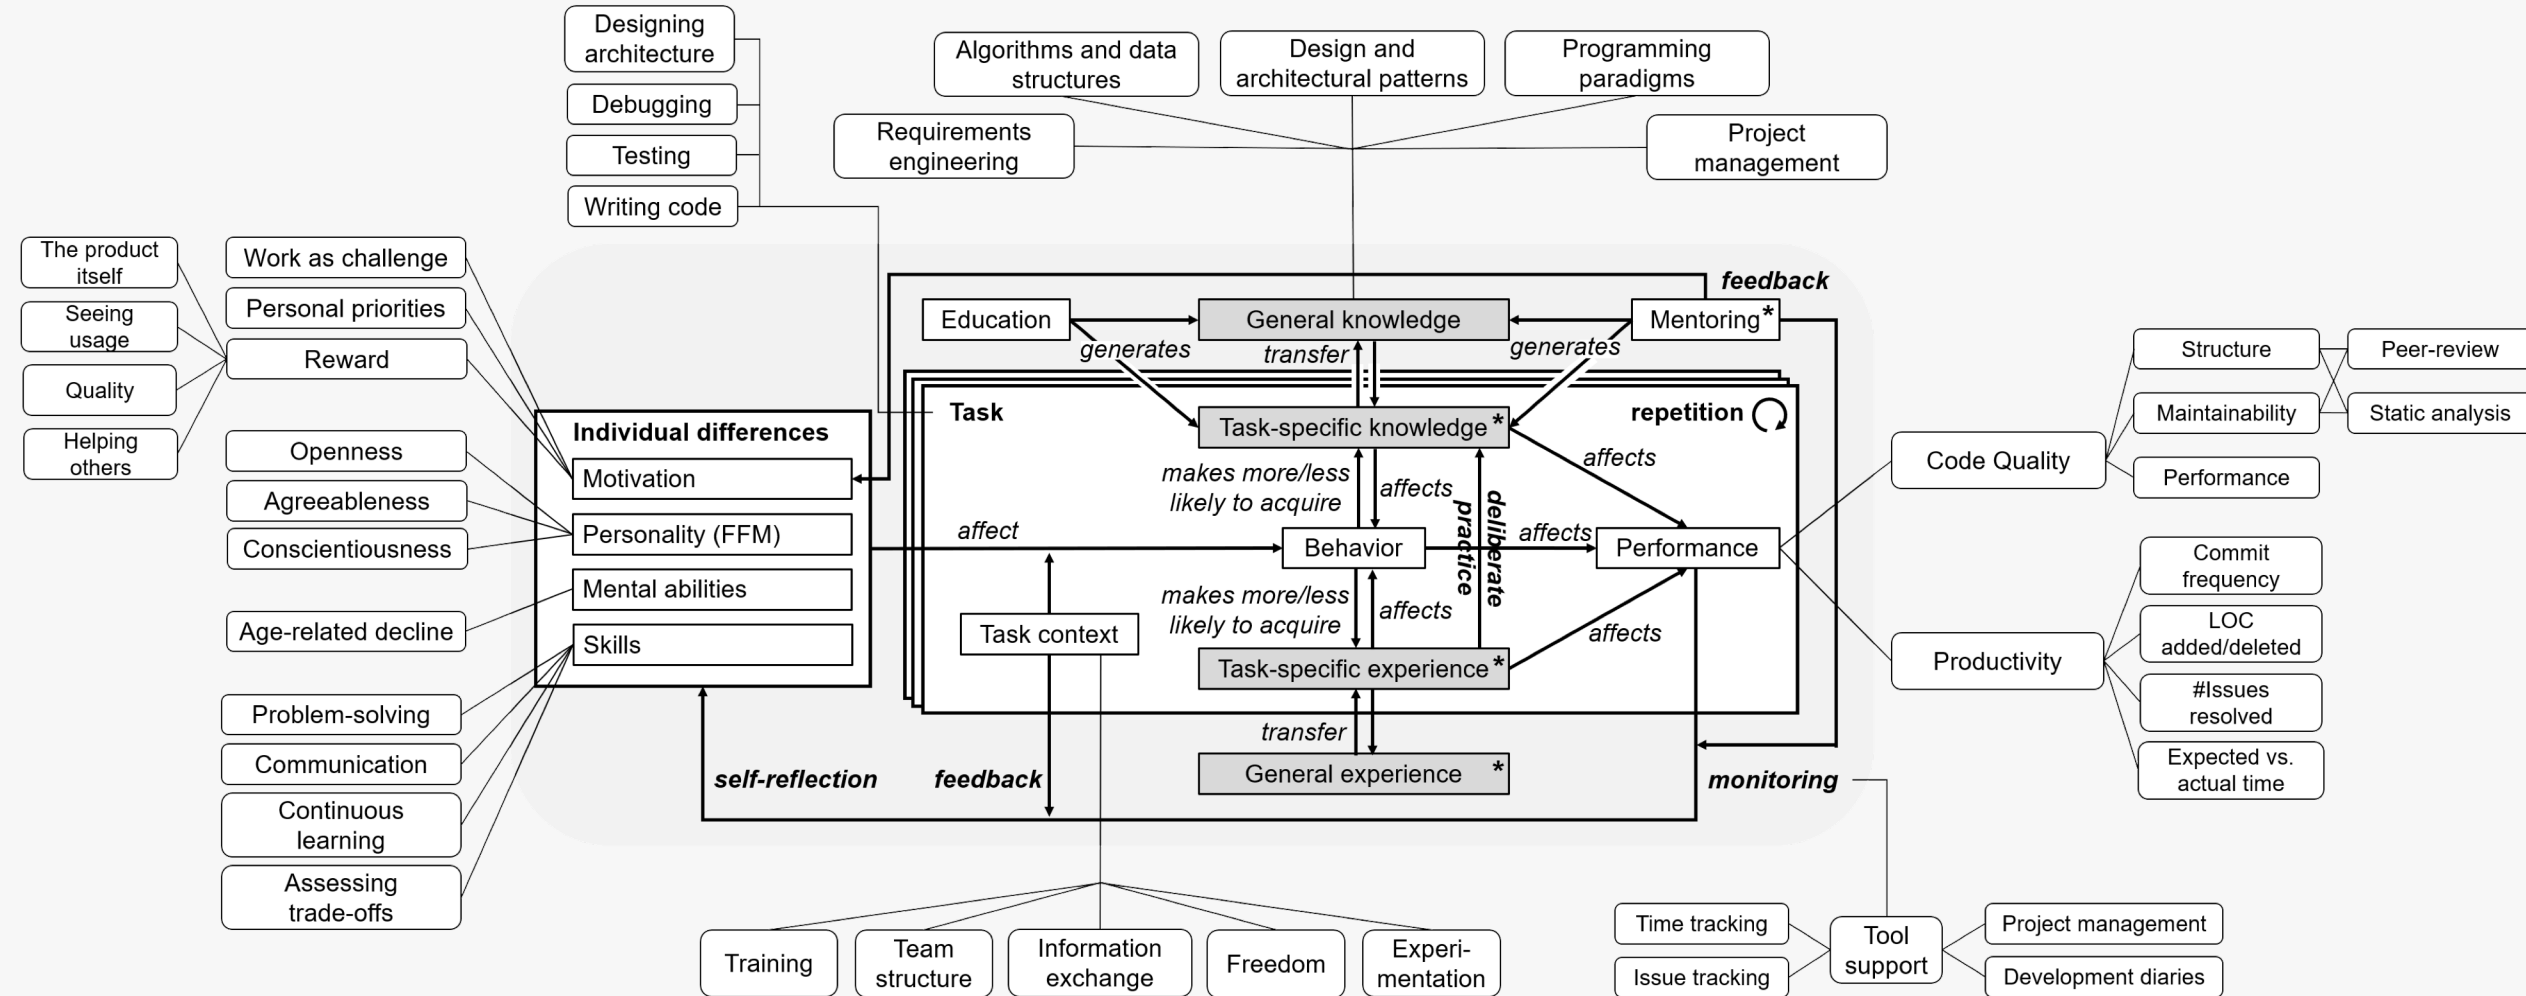 Designing
architecture
Debugging
Testing
Writing code
Algorithms and data
structures
Design and
architectural patterns
Programming
paradigms
Requirements
engineering
Project
management
The product
itself
Seeing
usage
Quality
Helping
others
Work as challenge
Personal priorities
Reward
Openness
Agreeableness
Conscientiousness
Age-related decline
Problem-solving
Communication
Continuous
learning
Assessing
trade-offs
Individual differences
Motivation
Personality (FFM)
Mental abilities
Skills
feedback
Education
General knowledge
Mentoring*
generates
transfer
generates
Task
Task-specific knowledge*
repetition
makes more/less
likely to acquire
affects
affects
deliberate
practice
affect
Behavior
affects
Performance
Task context
makes more/less
likely to acquire
affects
affects
Task-specific experience*
transfer
General experience *
self-reflection
feedback
monitoring
Training
Team
structure
Information
exchange
Freedom
Experi-
mentation
Code Quality
Structure
Maintainability
Performance
Peer-review
Static analysis
Productivity
Commit
frequency
LOC
added/deleted
#Issues
resolved
Expected vs.
actual time
Time tracking
Issue tracking
Tool
support
Project management
Development diaries